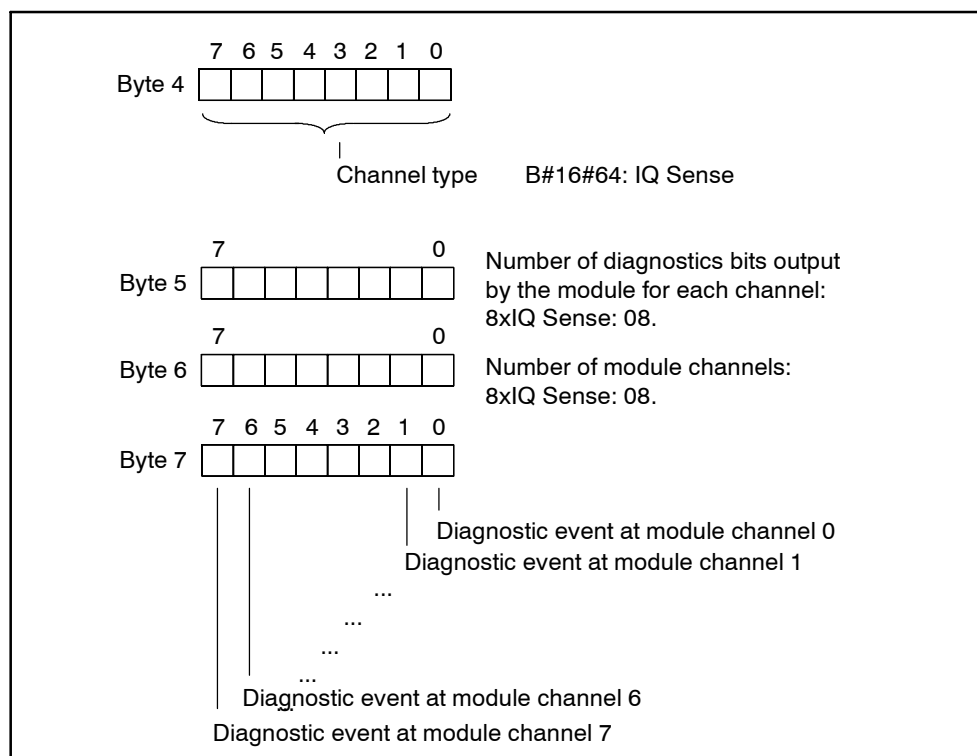 7 6 5 4 3 2 1 0
Byte 4
Channel type B#16#64: IQ Sense
7 0
Byte 5
Number of diagnostics bits output
by the module for each channel:
8xIQ Sense: 08.
7 0
Byte 6
Number of module channels:
8xIQ Sense: 08.
7 6 5 4 3 2 1 0
Byte 7
Diagnostic event at module channel 0
Diagnostic event at module channel 1
...
...
...
...
...
Diagnostic event at module channel 6
Diagnostic event at module channel 7